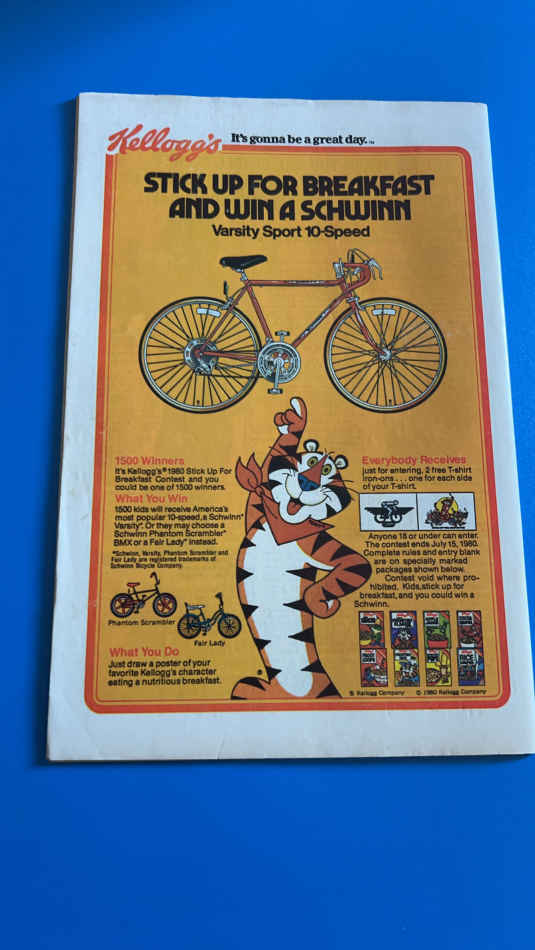 Kellogg's It's gonna be a great day.™
STICK UP FOR BREAKFAST
AND WIN A SCHWINN
Varsity Sport 10-Speed
1500 Winners
It's Kellogg's® 1980 Stick Up For
Breakfast Contest and you
could be one of 1500 winners.
What You Win
1500 kids will receive America's
most popular 10-speed, a Schwinn*
Varsity*. Or they may choose a
Schwinn Phantom Scrambler*
BMX or a Fair Lady* instead.
*Schwinn, Varsity, Phantom Scrambler and
Fair Lady are registered trademarks of
Schwinn Bicycle Company.
Phantom Scrambler
Fair Lady
What You Do
Just draw a poster of your
favorite Kellogg's character
eating a nutritious breakfast.
Everybody Receives
just for entering, 2 free T-shirt
iron-ons . . . one for each side
of your T-shirt.
Anyone 18 or under can enter.
The contest ends July 15, 1980.
Complete rules and entry blank
are on specially marked
packages shown below.
Contest void where pro-
hibited. Kids, stick up for
breakfast, and you could win a
Schwinn.
®
® Kellogg Company © 1980 Kellogg Company